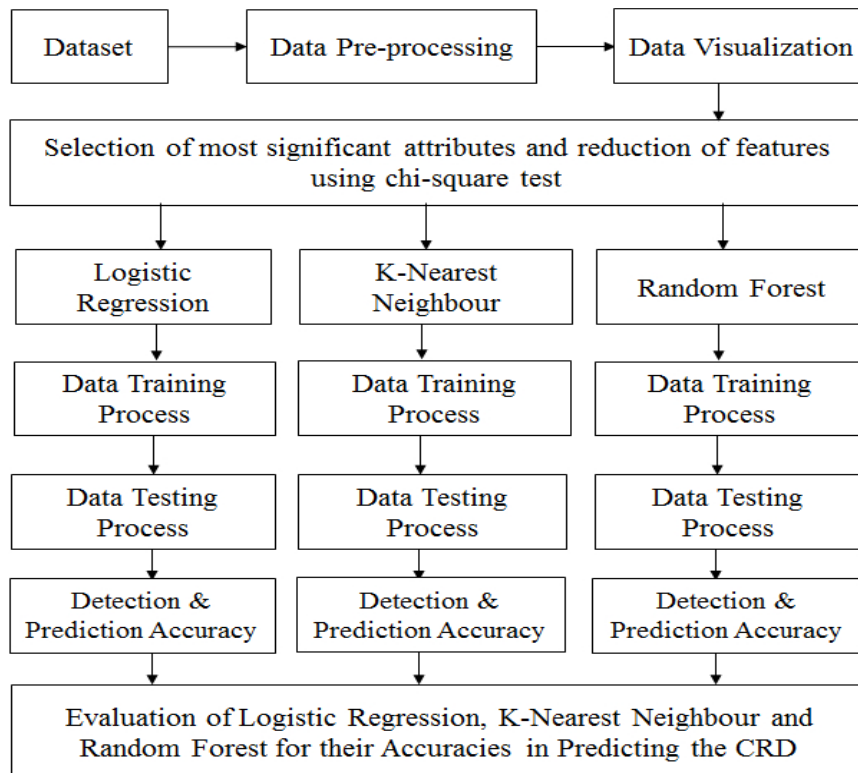 Dataset
Data Pre-processing
Data Visualization
Selection of most significant attributes and reduction of features
using chi-square test
Logistic
Regression
K-Nearest
Neighbour
Random Forest
Data Training
Process
Data Training
Process
Data Training
Process
Data Testing
Process
Data Testing
Process
Data Testing
Process
Detection &
Prediction Accuracy
Detection &
Prediction Accuracy
Detection &
Prediction Accuracy
Evaluation of Logistic Regression, K-Nearest Neighbour and
Random Forest for their Accuracies in Predicting the CRD